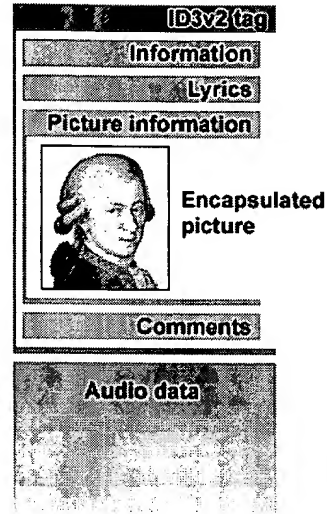 ID3v2 tag
Information
Lyrics
Picture information
Encapsulated
picture
Comments
Audio data